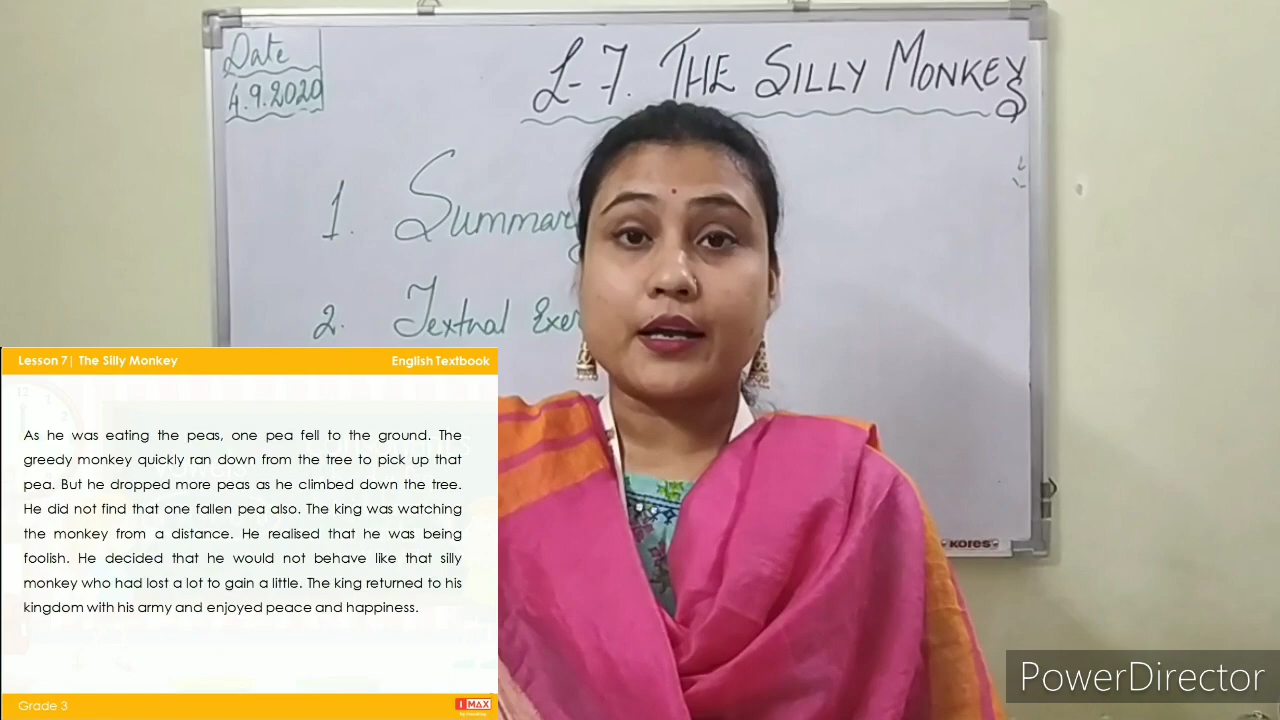 Date
4.9.2020
L-7. THE SILLY MONKEY
1. Summary
2. Textual Exer
Lesson 7| The Silly Monkey English Textbook
As he was eating the peas, one pea fell to the ground. The
greedy monkey quickly ran down from the tree to pick up that
pea. But he dropped more peas as he climbed down the tree.
He did not find that one fallen pea also. The king was watching
the monkey from a distance. He realised that he was being
foolish. He decided that he would not behave like that silly
monkey who had lost a lot to gain a little. The king returned to his
kingdom with his army and enjoyed peace and happiness.
Grade 3
IMAX
KORES
PowerDirector